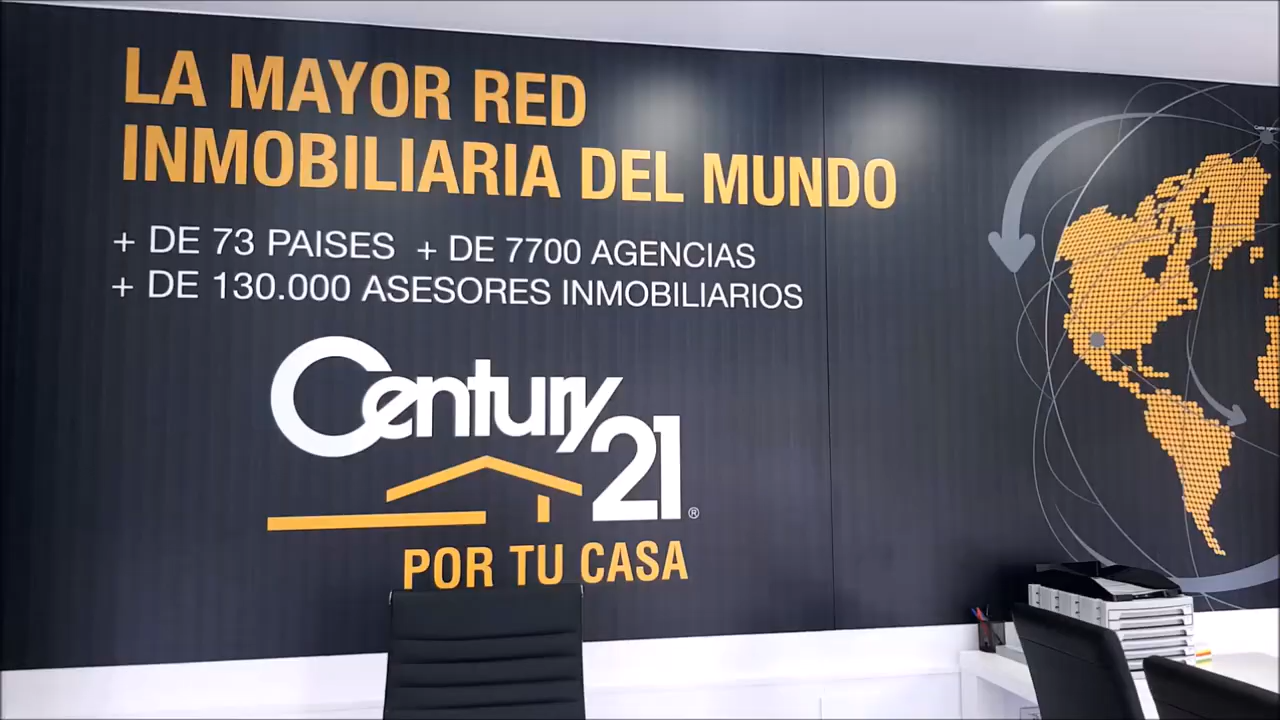 LA MAYOR RED
INMOBILIARIA DEL MUNDO
+ DE 73 PAISES + DE 7700 AGENCIAS
+ DE 130.000 ASESORES INMOBILIARIOS
Century
21®
POR TU CASA